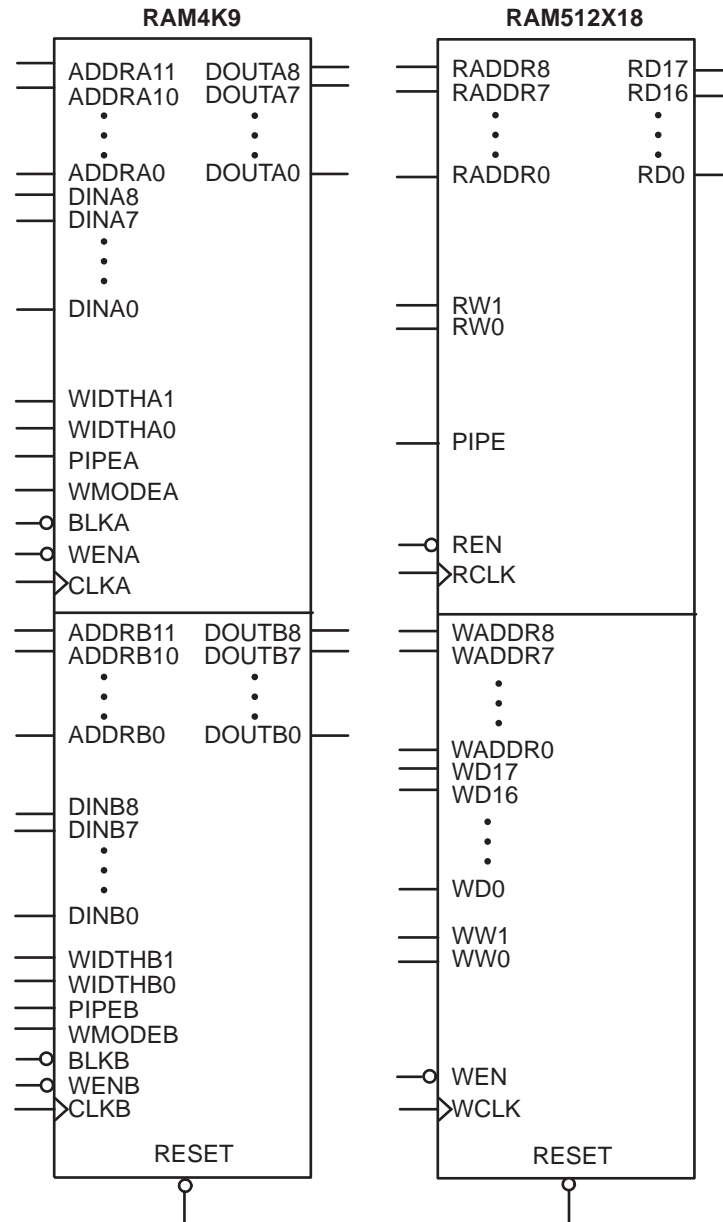 RAM4K9
ADDRA11 DOUTA8
ADDRA10 DOUTA7
ADDRA0 DOUTA0
DINA8
DINA7
DINA0
WIDTHA1
WIDTHA0
PIPEA
WMODEA
BLKA
WENA
CLKA
ADDRB11 DOUTB8
ADDRB10 DOUTB7
ADDRB0 DOUTB0
DINB8
DINB7
DINB0
WIDTHB1
WIDTHB0
PIPEB
WMODEB
BLKB
WENB
CLKB
RESET
RAM512X18
RADDR8 RD17
RADDR7 RD16
RADDR0 RD0
RW1
RW0
PIPE
REN
RCLK
WADDR8
WADDR7
WADDR0
WD17
WD16
WD0
WW1
WW0
WEN
WCLK
RESET